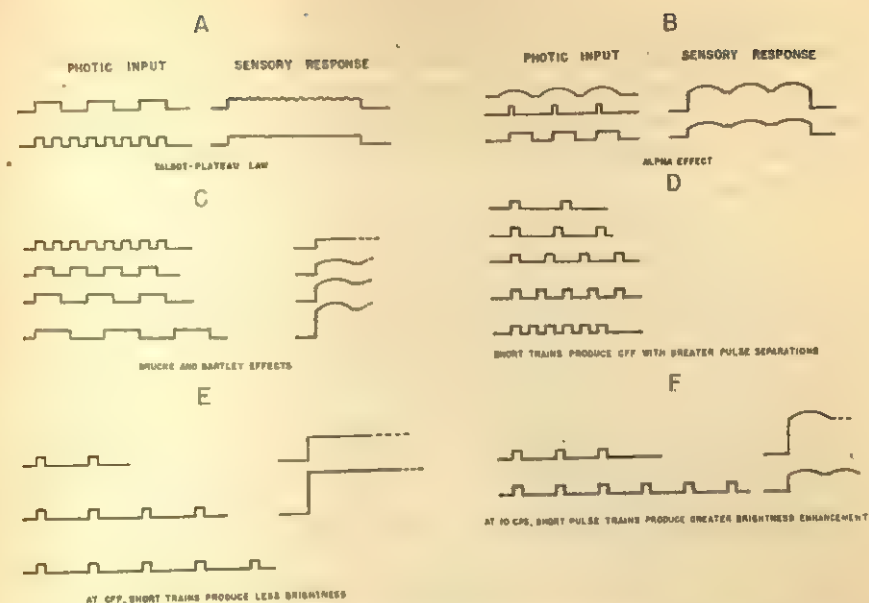 A
PHOTIC INPUT SENSORY RESPONSE
TALBOT-PLATEAU LAW
B
PHOTIC INPUT SENSORY RESPONSE
ALPHA EFFECT
C
BRUCKE AND BARTLEY EFFECTS
D
SHORT TRAINS PRODUCE CFF WITH GREATER PULSE SEPARATIONS
E
AT CFF, SHORT TRAINS PRODUCE LESS BRIGHTNESS
F
AT 10 CPS, SHORT PULSE TRAINS PRODUCE GREATER BRIGHTNESS ENHANCEMENT